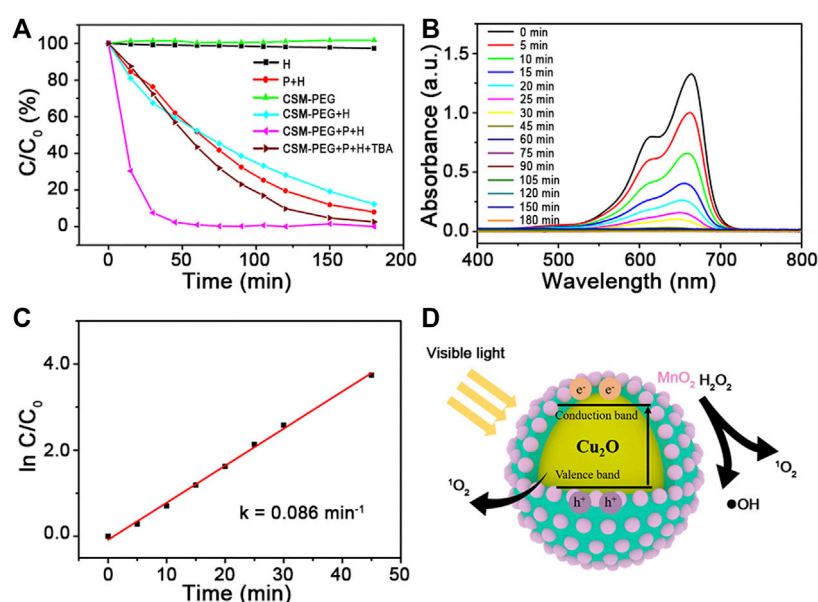 A
C/C0 (%)
100
80
60
40
20
0
H
P+H
CSM-PEG
CSM-PEG+H
CSM-PEG+P+H
CSM-PEG+P+H+TBA
0 50 100 150 200
Time (min)
B
Absorbance (a.u.)
1.5
1.0
0.5
0.0
0 min
5 min
10 min
15 min
20 min
25 min
30 min
45 min
60 min
75 min
90 min
105 min
120 min
150 min
180 min
400 500 600 700 800
Wavelength (nm)
C
ln C/C0
4.0
2.0
0.0
k = 0.086 min-1
0 10 20 30 40 50
Time (min)
D
Visible light
e- e-
MnO2 H2O2
Conduction band
Cu2O
Valence band
1O2
h+ h+
1O2
●OH